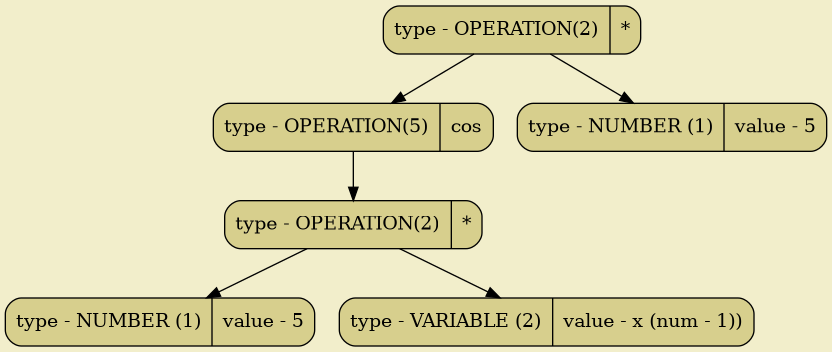 type - OPERATION(2) *
type - OPERATION(5) cos
type - NUMBER (1) value - 5
type - OPERATION(2) *
type - NUMBER (1) value - 5
type - VARIABLE (2) value - x (num - 1))